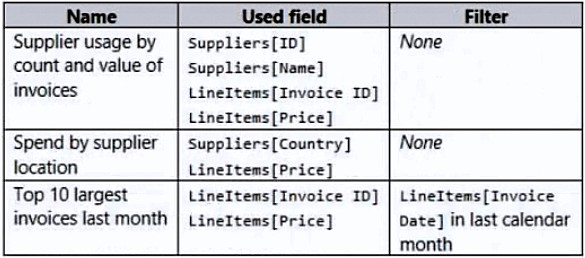 Name Used field Filter
Supplier usage by Suppliers[ID] None
count and value of Suppliers[Name]
invoices LineItems[Invoice ID]
LineItems[Price]
Spend by supplier Suppliers[Country] None
location LineItems[Price]
Top 10 largest LineItems[Invoice ID] LineItems[Invoice
invoices last month LineItems[Price] Date] in last calendar
month